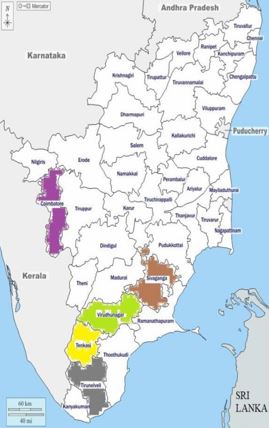 Andhra Pradesh
N
Mercator
Tiruvallur
Chennai
Karnataka
Ranipet
Vellore
Kanchipuram
Krishnagiri
Tirupattur
Chengalpattu
Tiruvannamalai
Dharmapuri
Viluppuram
Puducherry
Salem
Kallakurichi
Nilgiris
Erode
Cuddalore
Namakkal
Perambalur
Ariyalur
Mayiladuthurai
Coimbatore
Tiruppur
Karur
Tiruchirappalli
Thanjavur
Tiruvarur
Nagapattinam
Dindigul
Pudukkottai
Kerala
Theni
Madurai
Sivaganga
Virudhunagar
Ramanathapuram
Tenkasi
Thoothukudi
Tirunelveli
Kanyakumari
SRI
LANKA
60 km
40 mi